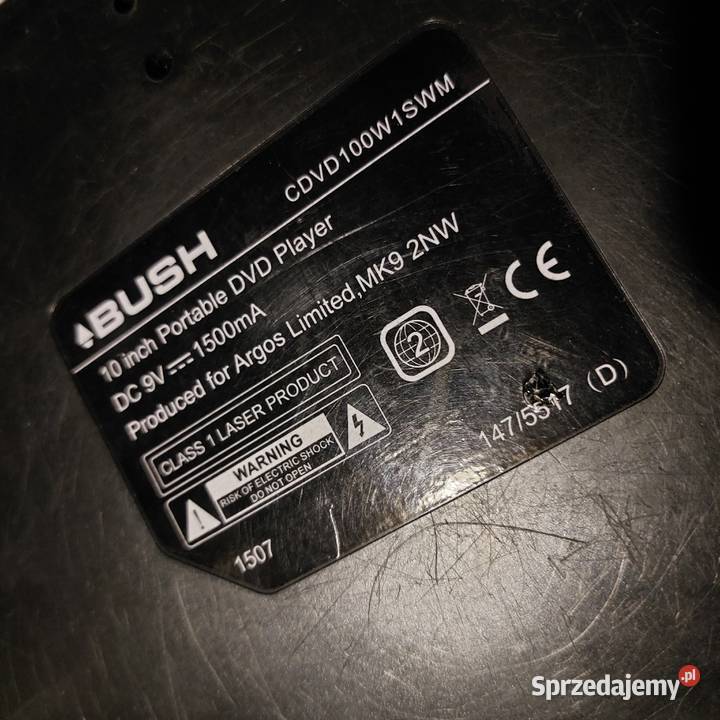 BUSH
CDVD100W1SWM
10 inch Portable DVD Player
DC 9V 1500mA
Produced for Argos Limited,MK9 2NW
2
CE
CLASS 1 LASER PRODUCT
WARNING
RISK OF ELECTRIC SHOCK
DO NOT OPEN
147/5517 (D)
1507
Sprzedajemy.pl